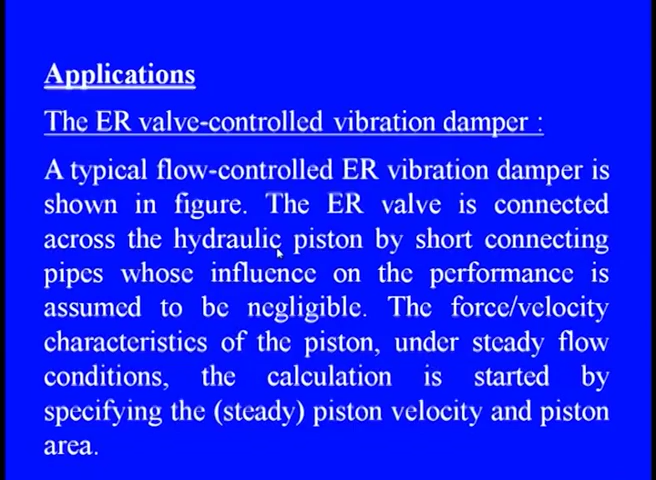 Applications
The ER valve-controlled vibration damper :
A typical flow-controlled ER vibration damper is
shown in figure. The ER valve is connected
across the hydraulic piston by short connecting
pipes whose influence on the performance is
assumed to be negligible. The force/velocity
characteristics of the piston, under steady flow
conditions, the calculation is started by
specifying the (steady) piston velocity and piston
area.